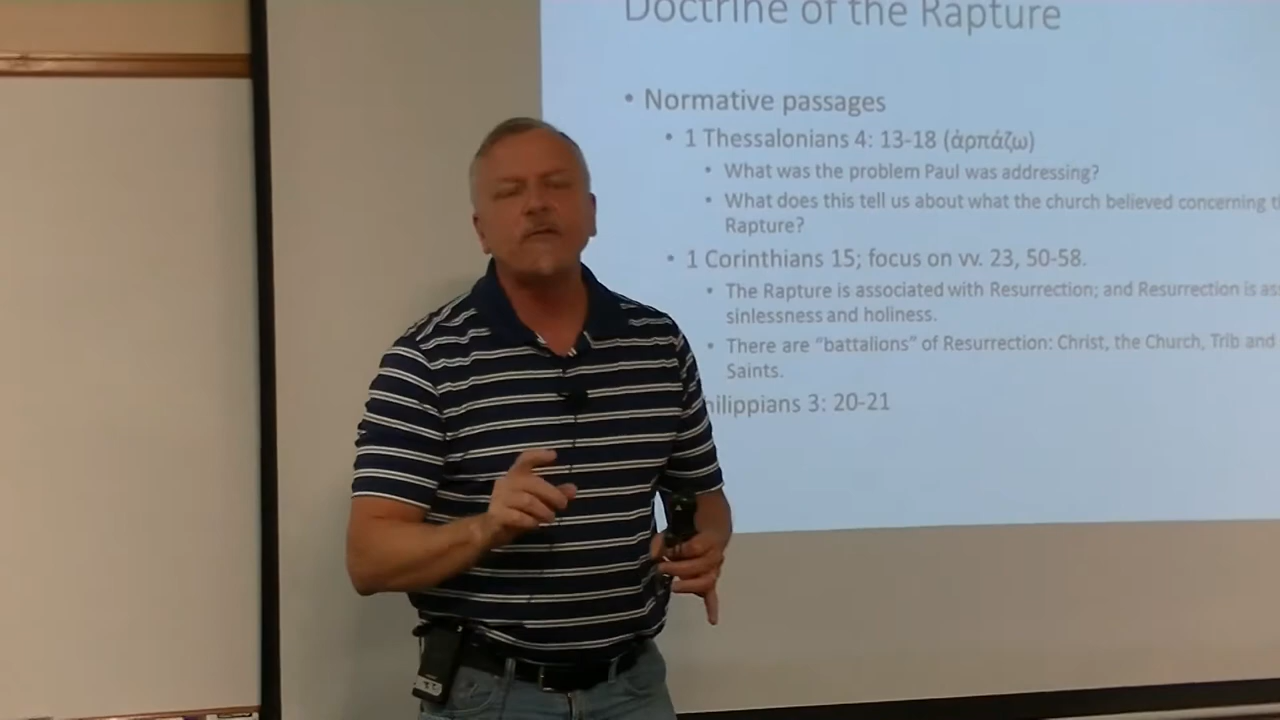 Doctrine of the Rapture
• Normative passages
• 1 Thessalonians 4: 13-18 (ἁρπάζω)
• What was the problem Paul was addressing?
• What does this tell us about what the church believed concerning
Rapture?
• 1 Corinthians 15; focus on vv. 23, 50-58.
• The Rapture is associated with Resurrection; and Resurrection is
sinlessness and holiness.
• There are “battalions” of Resurrection: Christ, the Church, Trib and
Saints.
hilippians 3: 20-21